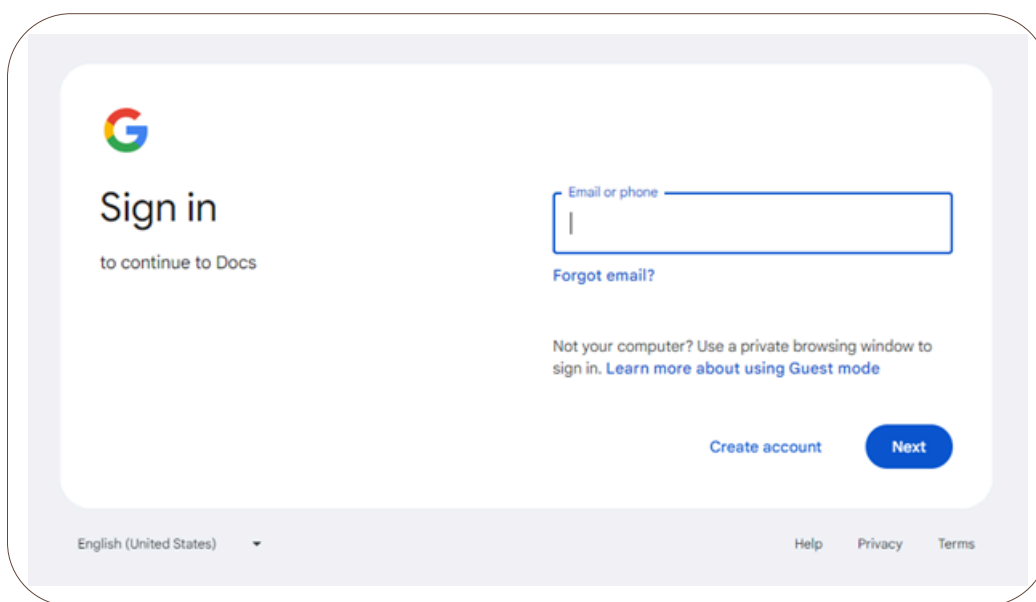 Sign in
to continue to Docs
Email or phone
Forgot email?
Not your computer? Use a private browsing window to
sign in. Learn more about using Guest mode
Create account
Next
English (United States)
Help
Privacy
Terms